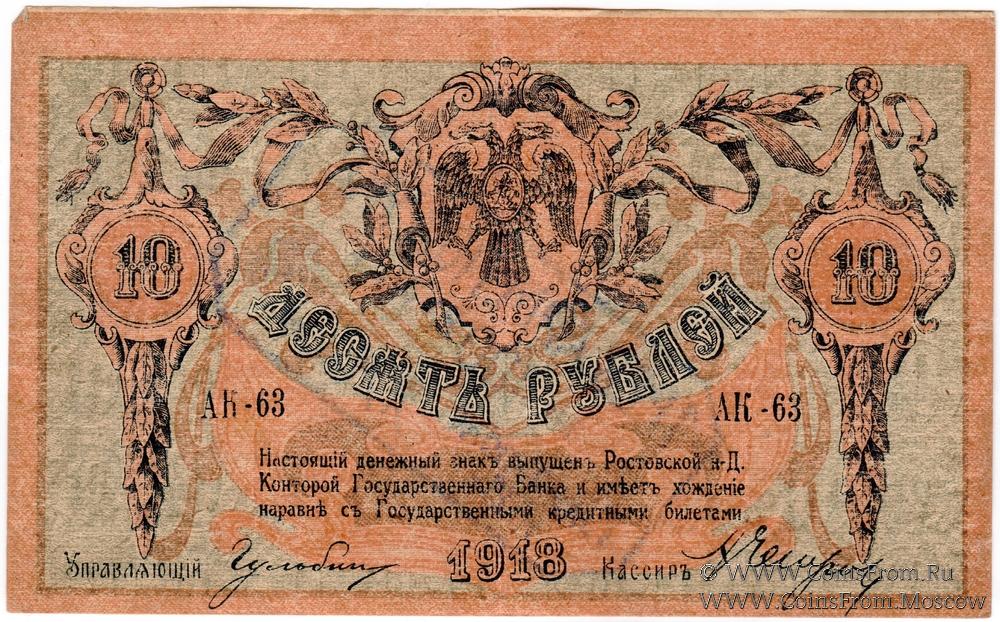 10
10
ДЕСЯТЬ РУБЛЕЙ
АК-63
АК-63
Настоящій денежный знакъ выпущенъ Ростовской н-Д.
Конторой Государственнаго Банка и имѣетъ хожденіе
наравнѣ съ Государственными кредитными билетами
Управляющій
Гульбин
1918
Кассиръ
© www.CoinsFrom.Ru
www.CoinsFrom.Moscow